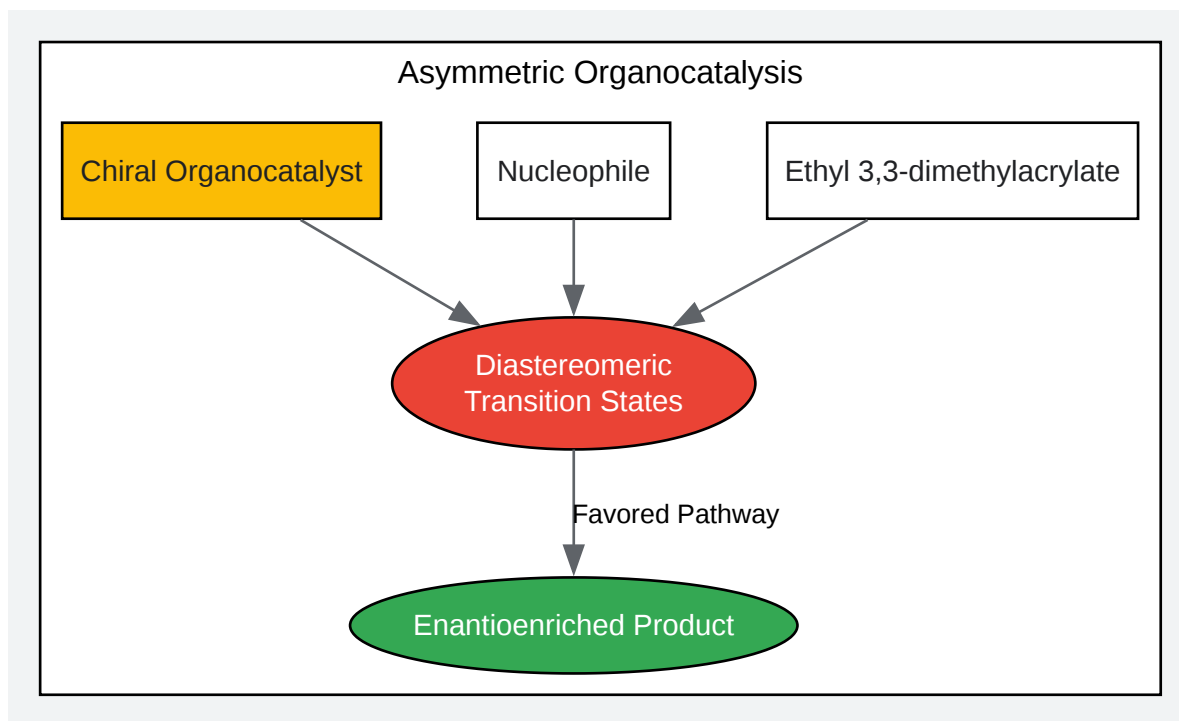 Asymmetric Organocatalysis
Chiral Organocatalyst
Nucleophile
Ethyl 3,3-dimethylacrylate
Diastereomeric
Transition States
Favored Pathway
Enantioenriched Product